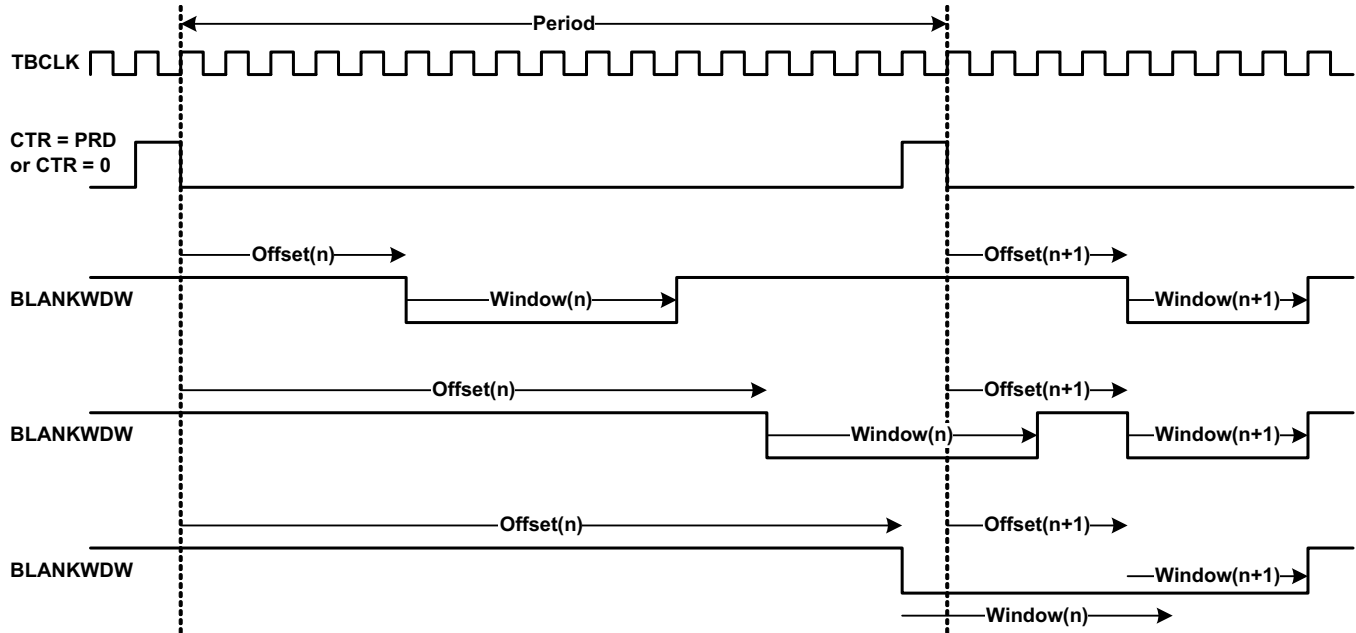 Period
TBCLK
CTR = PRD
or CTR = 0
Offset(n)
Offset(n+1)
BLANKWDW
Window(n)
Window(n+1)
Offset(n)
Offset(n+1)
BLANKWDW
Window(n)
Window(n+1)
Offset(n)
Offset(n+1)
BLANKWDW
Window(n+1)
Window(n)